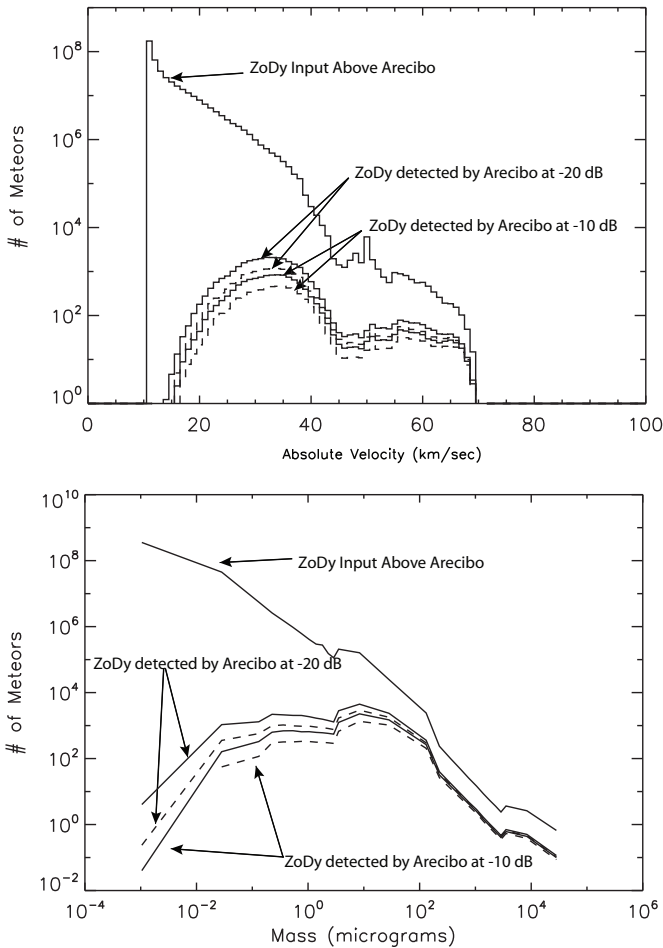 10^8
ZoDy Input Above Arecibo
10^6
ZoDy detected by Arecibo at -20 dB
10^4
ZoDy detected by Arecibo at -10 dB
10^2
10^0
# of Meteors
0 20 40 60 80 100
Absolute Velocity (km/sec)
10^10
10^8
ZoDy Input Above Arecibo
10^6
ZoDy detected by Arecibo at -20 dB
10^4
10^2
10^0
ZoDy detected by Arecibo at -10 dB
10^-2
# of Meteors
10^-4 10^-2 10^0 10^2 10^4 10^6
Mass (micrograms)